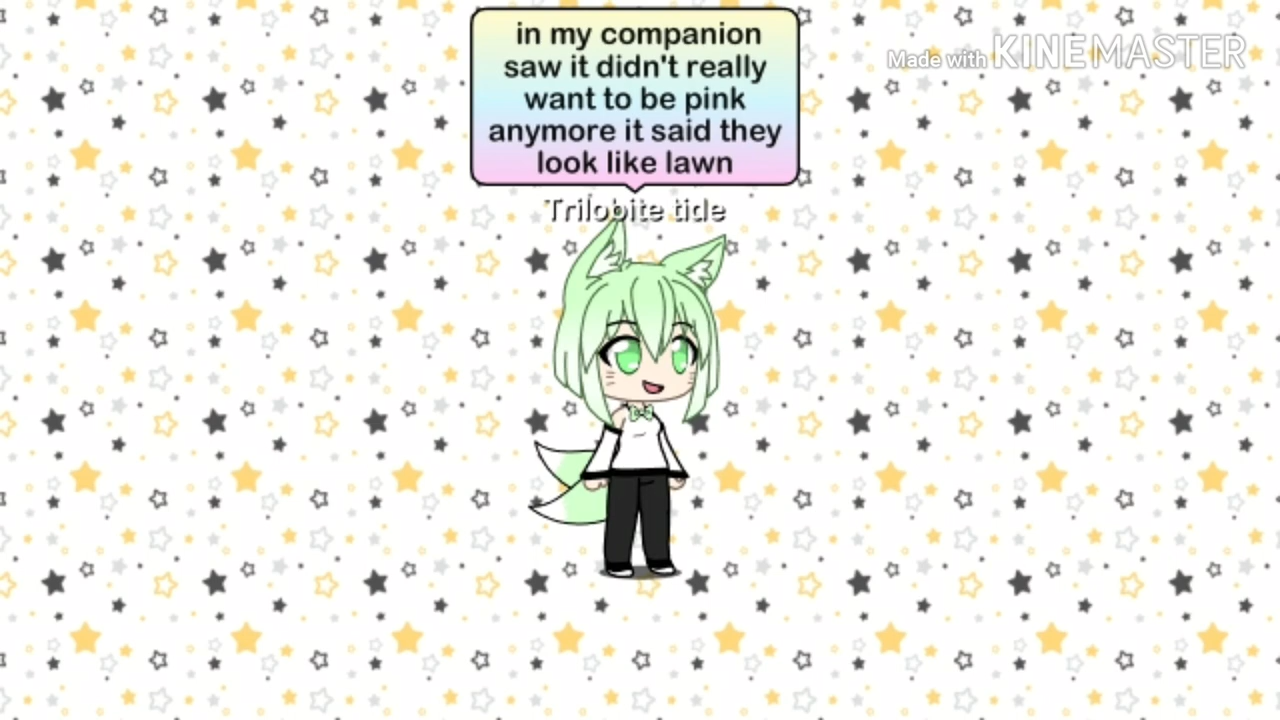 in my companion
saw it didn't really
want to be pink
anymore it said they
look like lawn
Made with KINEMASTER
Trilobite tide